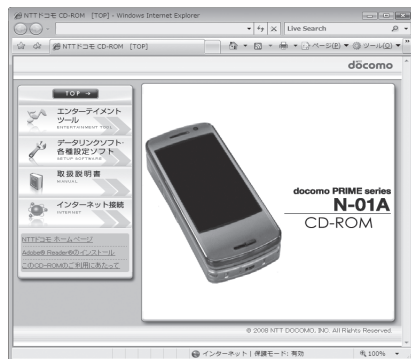 NTTドコモ CD-ROM [TOP] - Windows Internet Explorer
Live Search
NTTドコモ CD-ROM [TOP]
ページ(P) ツール(O)
döcomo
TOP
エンターテイメント
ツール
ENTERTAINMENT TOOL
データリンクソフト・
各種設定ソフト
SETUP SOFTWARE
取扱説明書
MANUAL
インターネット接続
INTERNET
NTTドコモ ホームページ
Adobe® Reader®のインストール
このCD-ROMのご利用にあたって
docomo PRIME series
N-01A
CD-ROM
© 2008 NTT DOCOMO, INC. All Rights Reserved.
インターネット | 保護モード: 有効
100%